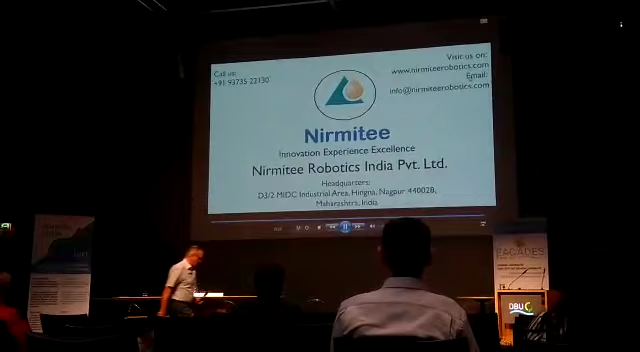 Call us:
+91 93735 22130
Visit us on:
www.nirmiteerobotics.com
Email:
info@nirmiteerobotics.com
Nirmitee
Innovation Experience Excellence
Nirmitee Robotics India Pvt. Ltd.
Headquarters:
D3/2 MIDC Industrial Area, Hingna, Nagpur 440028,
Maharashtra, India
FACADES
DBU